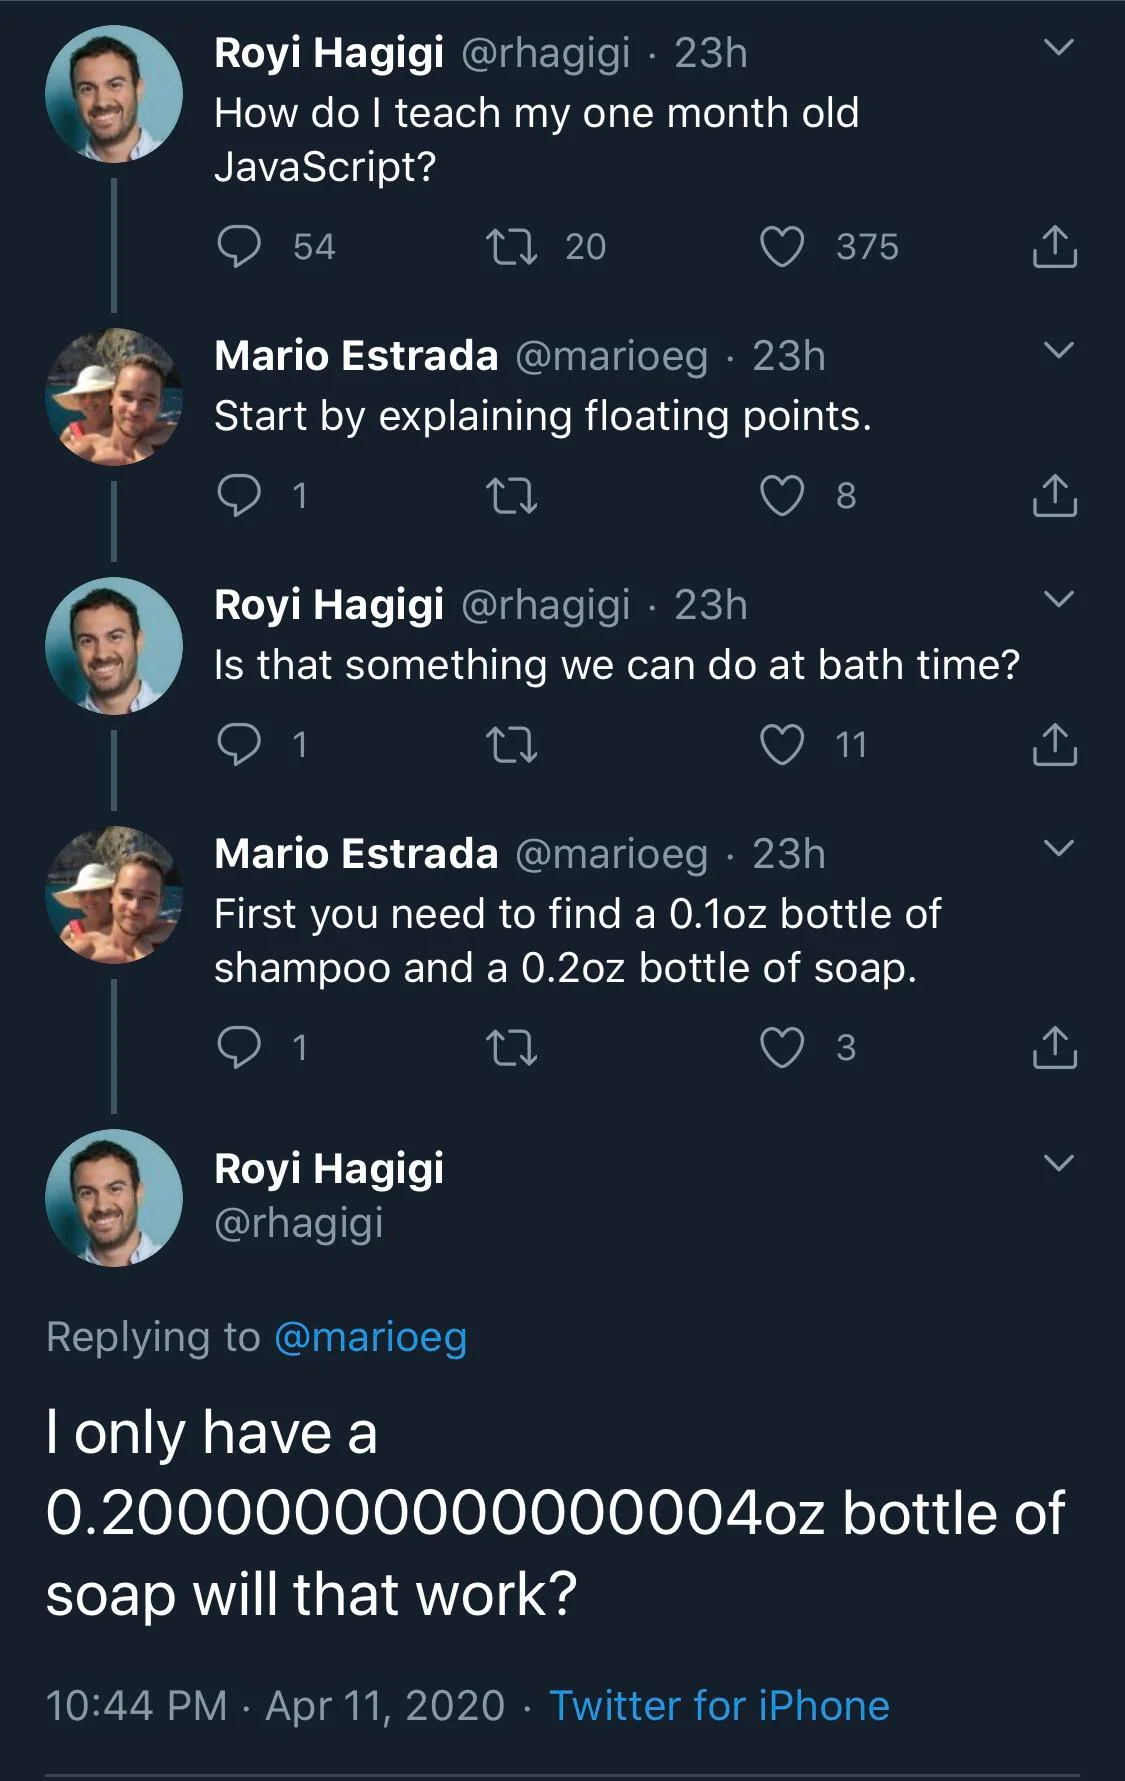 Royi Hagigi @rhagigi · 23h
How do I teach my one month old
JavaScript?
54 20 375
Mario Estrada @marioeg · 23h
Start by explaining floating points.
1 8
Royi Hagigi @rhagigi · 23h
Is that something we can do at bath time?
1 11
Mario Estrada @marioeg · 23h
First you need to find a 0.1oz bottle of
shampoo and a 0.2oz bottle of soap.
1 3
Royi Hagigi
@rhagigi
Replying to @marioeg
I only have a
0.20000000000000004oz bottle of
soap will that work?
10:44 PM · Apr 11, 2020 · Twitter for iPhone